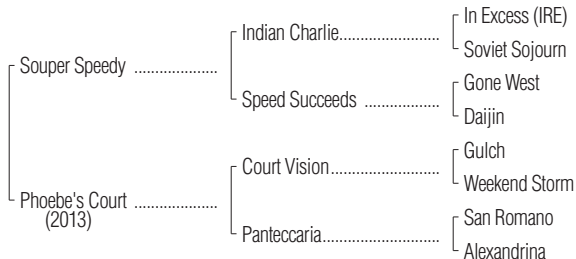 In Excess (IRE)
Indian Charlie
Soviet Sojourn
Souper Speedy
Gone West
Speed Succeeds
Daijin
Gulch
Court Vision
Weekend Storm
Phoebe's Court
(2013)
San Romano
Panteccaria
Alexandrina